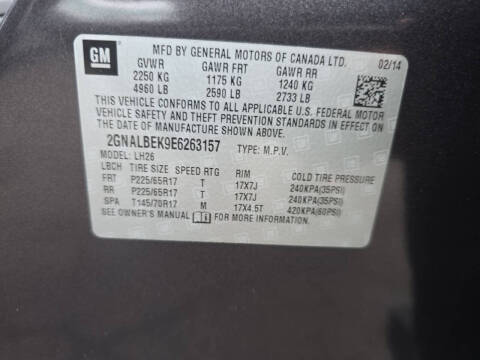 GM
MFD BY GENERAL MOTORS OF CANADA LTD. 02/14
GVWR GAWR FRT GAWR RR
2250 KG 1175 KG 1240 KG
4960 LB 2590 LB 2733 LB
THIS VEHICLE CONFORMS TO ALL APPLICABLE U.S. FEDERAL MOTOR
VEHICLE SAFETY AND THEFT PREVENTION STANDARDS IN EFFECT ON
THE DATE OF MANUFACTURE SHOWN ABOVE.
2GNALBEK9E6263157 TYPE: M.P.V.
MODEL: LH26
LBCH TIRE SIZE SPEED RTG RIM COLD TIRE PRESSURE
FRT P225/65R17 T 17X7J 240KPA(35PSI)
RR P225/65R17 T 17X7J 240KPA(35PSI)
SPA T145/70R17 M 17X4.5T 420KPA(60PSI)
SEE OWNER'S MANUAL FOR MORE INFORMATION.